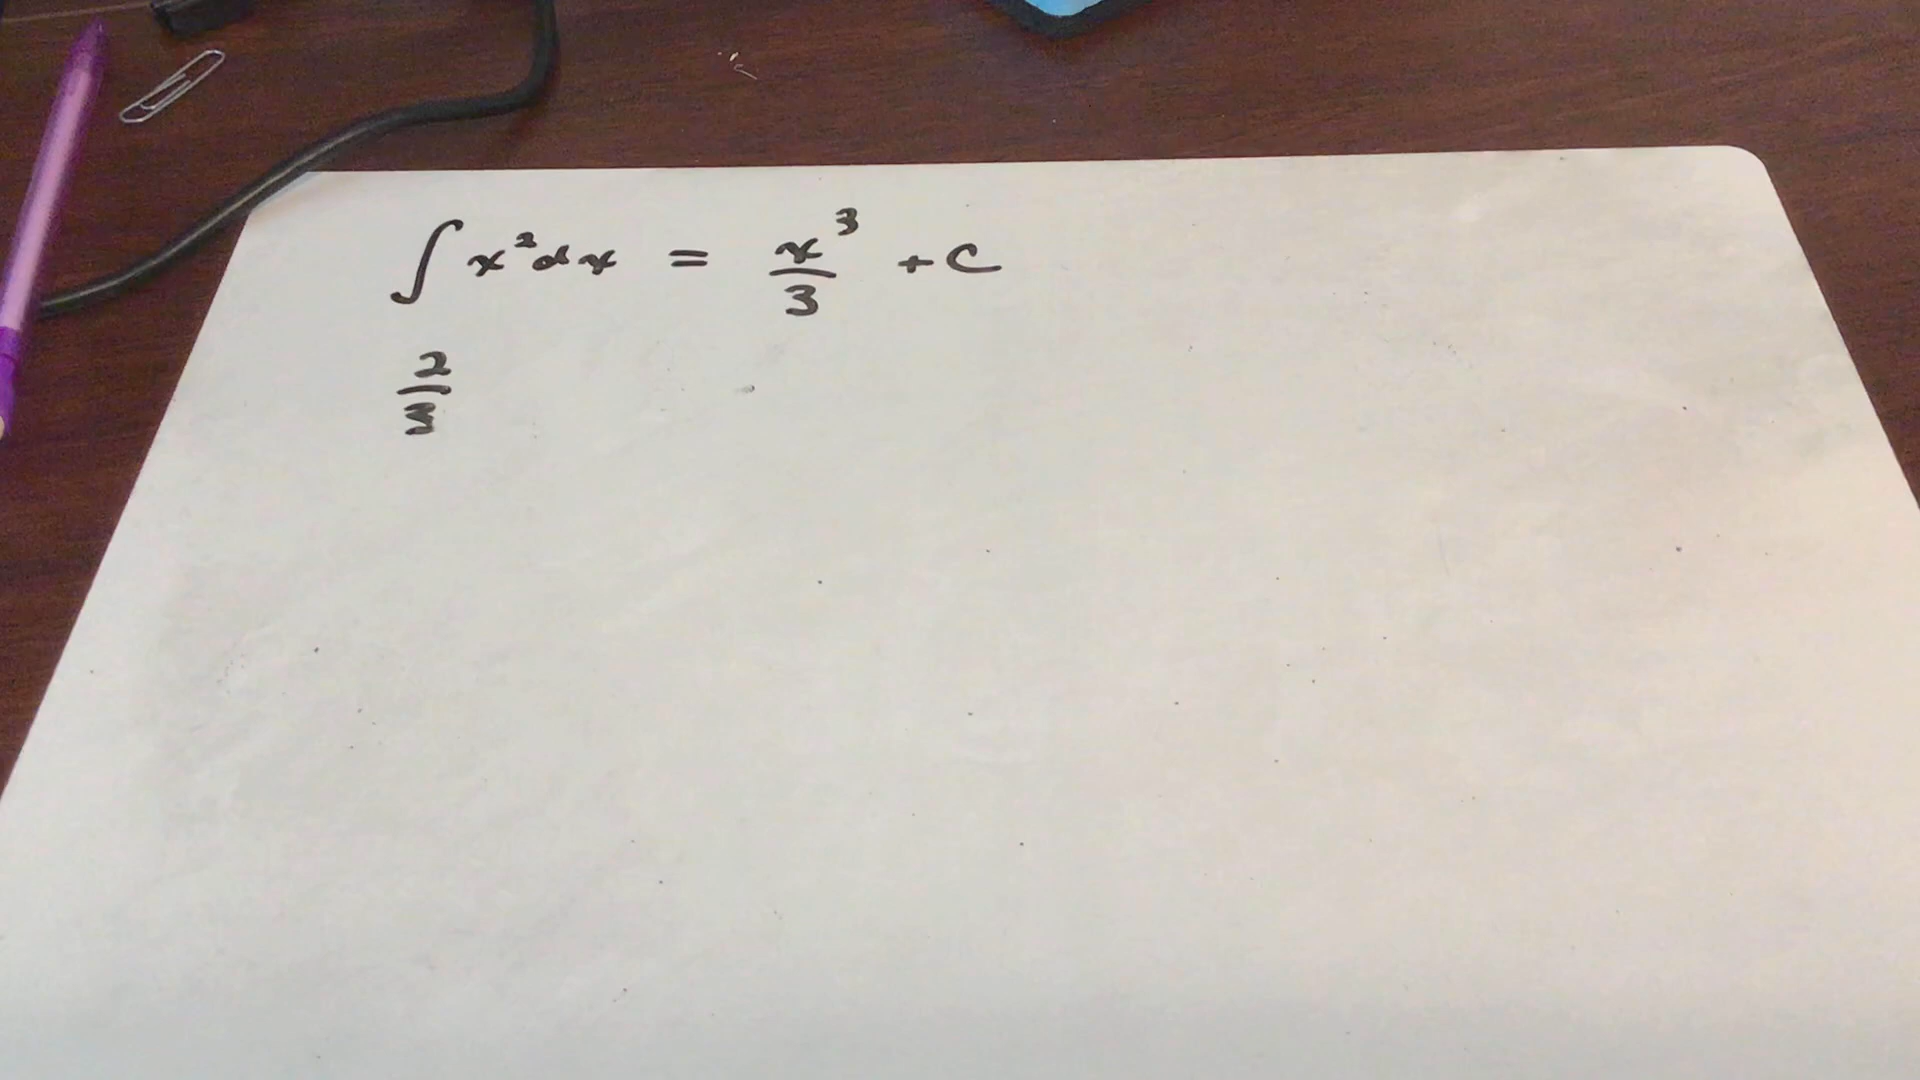 ∫ x²dx = x³/3 + C
2/3